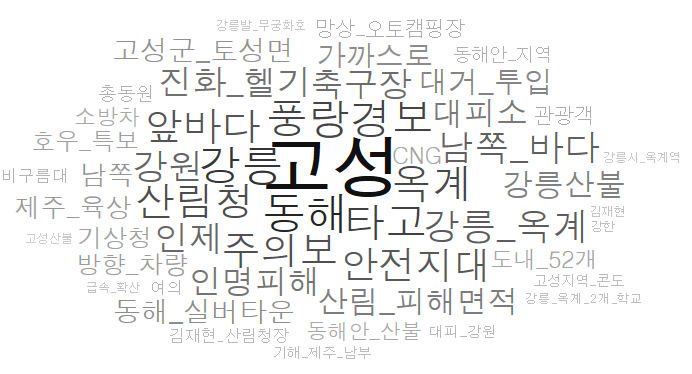 강릉발_무궁화호 망상_오토캠핑장
고성군_토성면 가까스로 동해안_지역
진화_헬기 축구장 대거_투입
총동원
소방차 앞바다 풍랑경보 대피소 관광객
호우_특보
비구름대 남쪽 강원 강릉 고성 CNG 남쪽_바다 강릉시_옥계역
산림청 옥계 강릉산불
제주_육상 동해 타고 강릉_옥계 김재현
강한
고성산불 기상청 인제 주의보
방향_차량 안전지대 도내_52개
급속_확산 여의 인명피해 고성지역_콘도
동해_실버타운 산림_피해면적 강릉_옥계_2개_학교
김재현_산림청장 동해안_산불 대피_강원
기해_제주_남부